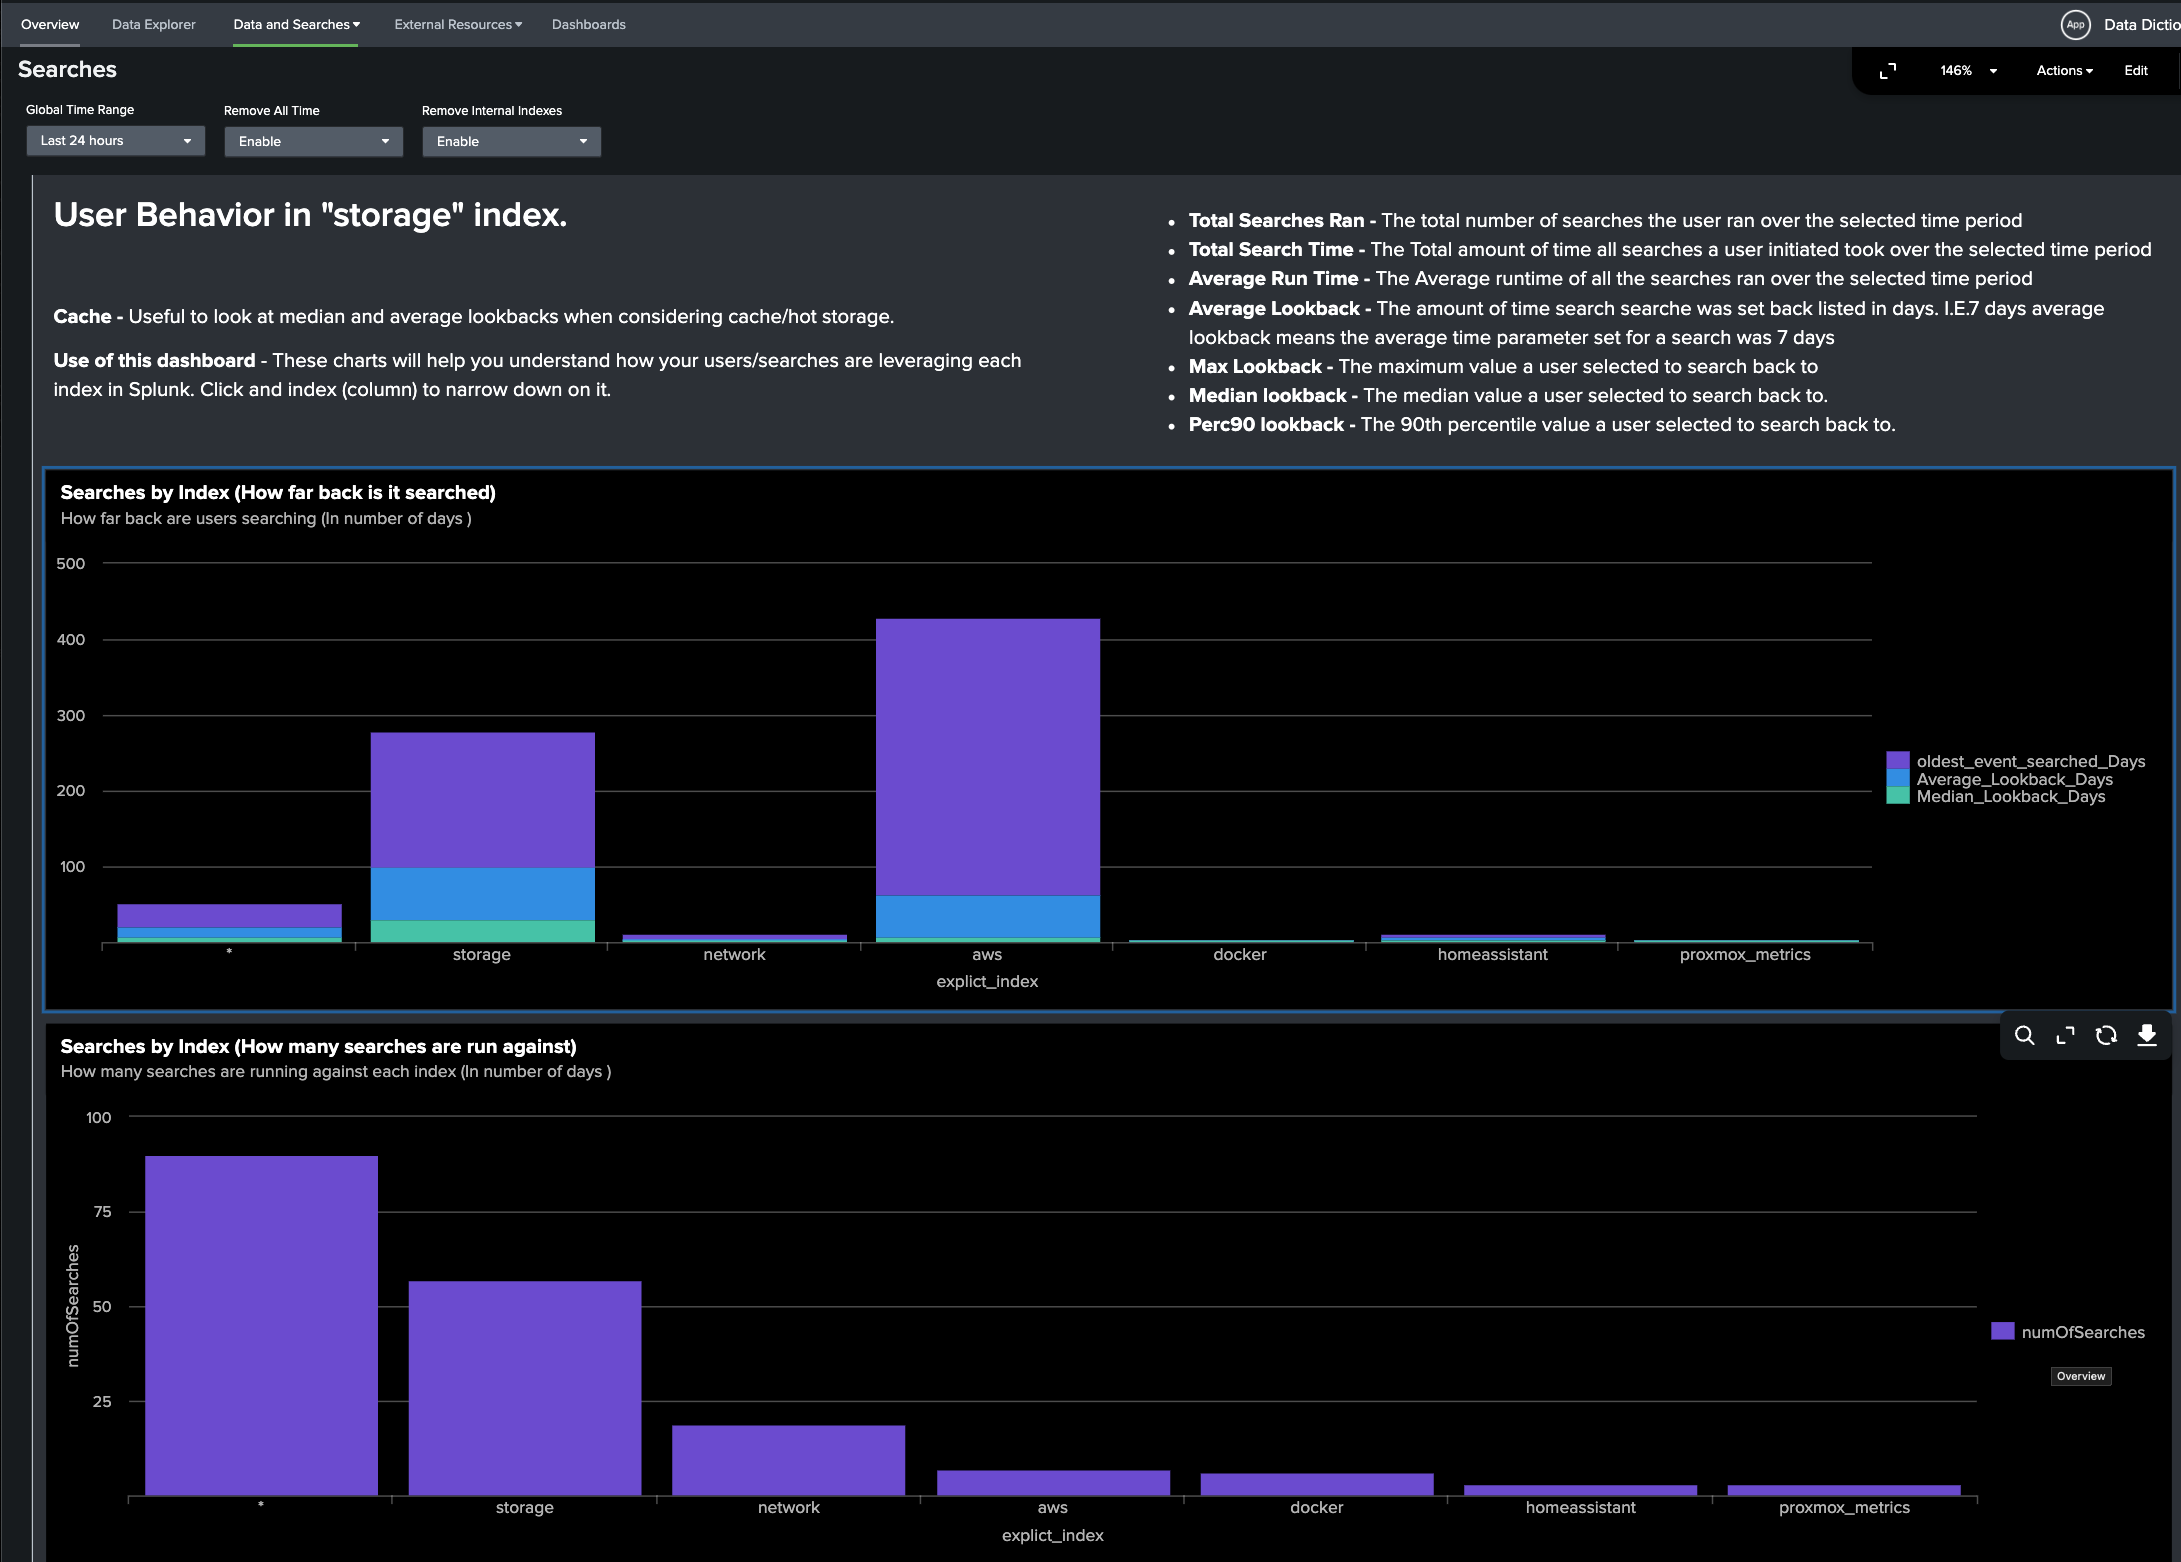 Overview Data Explorer Data and Searches External Resources Dashboards App Data Dictio
Searches
146% Actions Edit
Global Time Range Remove All Time Remove Internal Indexes
Last 24 hours Enable Enable
User Behavior in "storage" index.
Cache - Useful to look at median and average lookbacks when considering cache/hot storage.
Use of this dashboard - These charts will help you understand how your users/searches are leveraging each
index in Splunk. Click and index (column) to narrow down on it.
• Total Searches Ran - The total number of searches the user ran over the selected time period
• Total Search Time - The Total amount of time all searches a user initiated took over the selected time period
• Average Run Time - The Average runtime of all the searches ran over the selected time period
• Average Lookback - The amount of time search searche was set back listed in days. I.E.7 days average
lookback means the average time parameter set for a search was 7 days
• Max Lookback - The maximum value a user selected to search back to
• Median lookback - The median value a user selected to search back to.
• Perc90 lookback - The 90th percentile value a user selected to search back to.
Searches by Index (How far back is it searched)
How far back are users searching (In number of days )
500
400
300
200
100
oldest_event_searched_Days
Average_Lookback_Days
Median_Lookback_Days
* storage network aws docker homeassistant proxmox_metrics
explict_index
Searches by Index (How many searches are run against)
How many searches are running against each index (In number of days )
100
75
50
25
numOfSearches
numOfSearches
Overview
* storage network aws docker homeassistant proxmox_metrics
explict_index